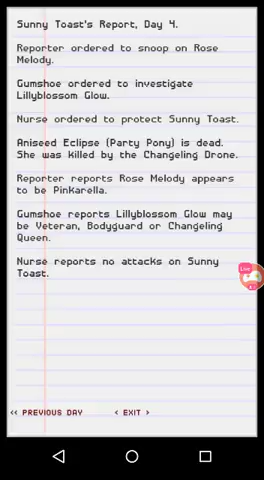 Sunny Toast's Report, Day 4.
Reporter ordered to snoop on Rose
Melody.
Gumshoe ordered to investigate
Lillyblossom Glow.
Nurse ordered to protect Sunny Toast.
Aniseed Eclipse (Party Pony) is dead.
She was killed by the Changeling Drone.
Reporter reports Rose Melody appears
to be Pinkarella.
Gumshoe reports Lillyblossom Glow may
be Veteran, Bodyguard or Changeling
Queen.
Nurse reports no attacks on Sunny
Toast.
Live
<< PREVIOUS DAY < EXIT >